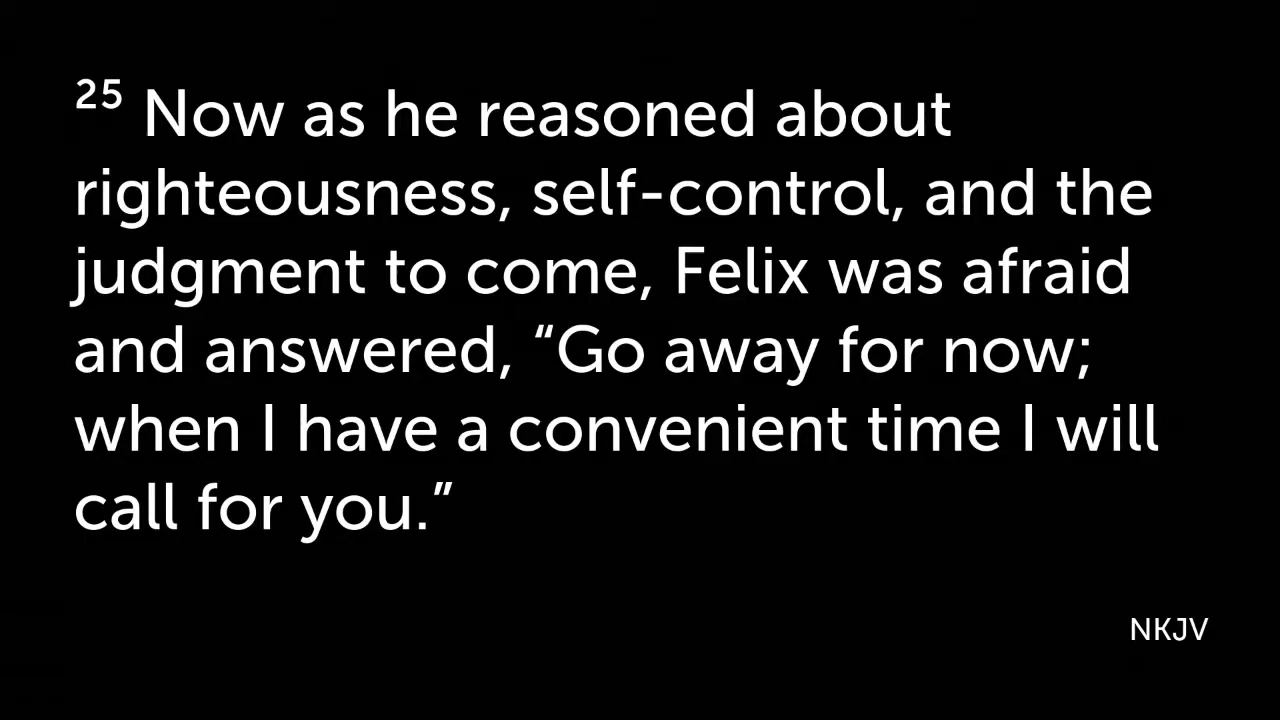 25 Now as he reasoned about
righteousness, self-control, and the
judgment to come, Felix was afraid
and answered, “Go away for now;
when I have a convenient time I will
call for you.”
NKJV